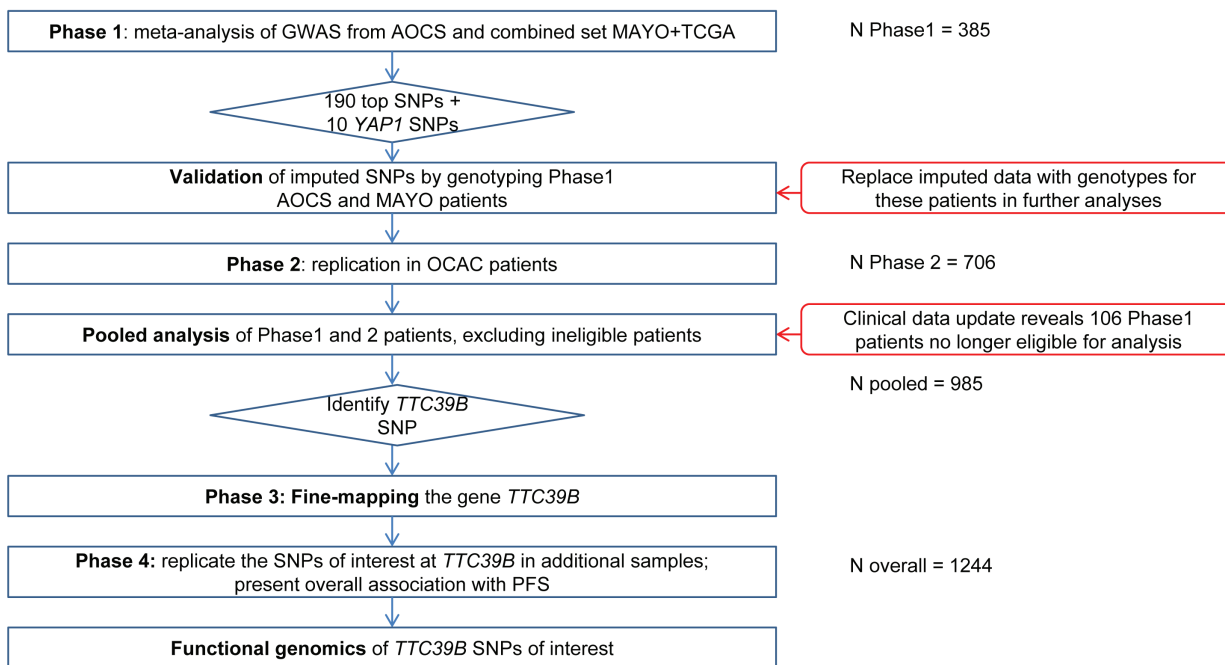 Phase 1: meta-analysis of GWAS from AOCS and combined set MAYO+TCGA
N Phase1 = 385
190 top SNPs +
10 YAP1 SNPs
Validation of imputed SNPs by genotyping Phase1
AOCS and MAYO patients
Replace imputed data with genotypes for
these patients in further analyses
Phase 2: replication in OCAC patients
N Phase 2 = 706
Pooled analysis of Phase1 and 2 patients, excluding ineligible patients
Clinical data update reveals 106 Phase1
patients no longer eligible for analysis
N pooled = 985
Identify TTC39B
SNP
Phase 3: Fine-mapping the gene TTC39B
Phase 4: replicate the SNPs of interest at TTC39B in additional samples;
present overall association with PFS
N overall = 1244
Functional genomics of TTC39B SNPs of interest